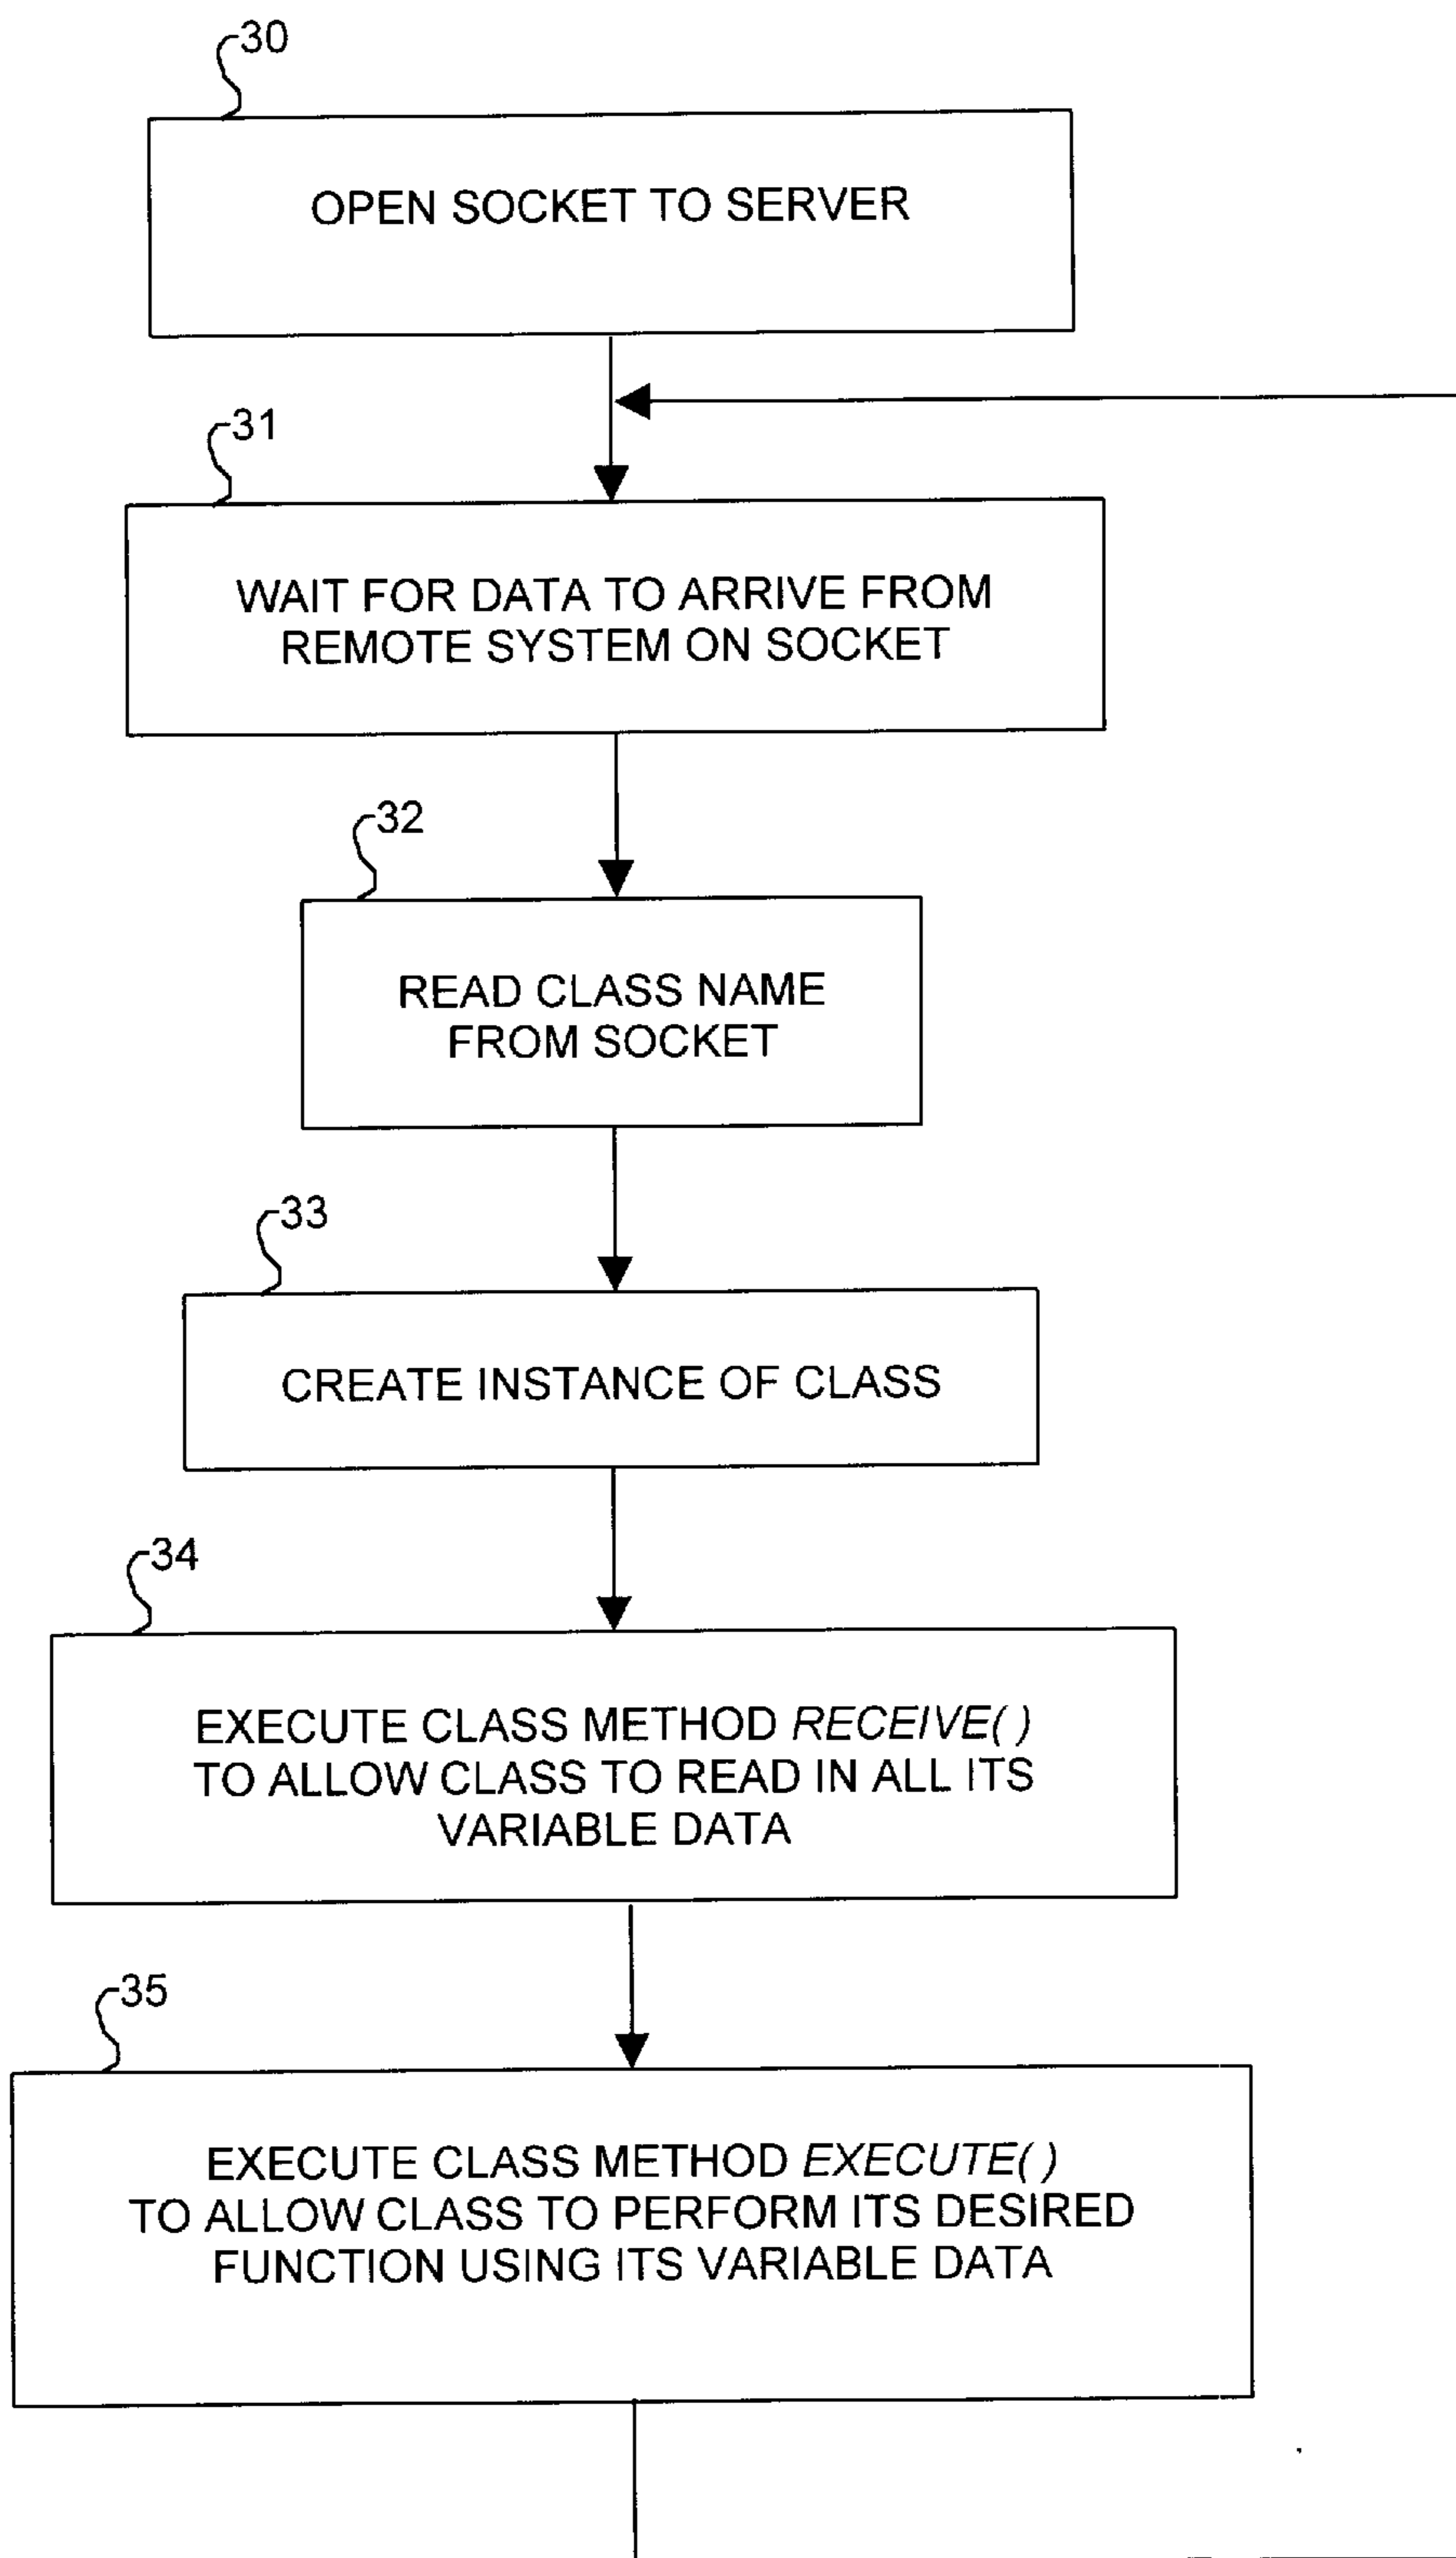 30
OPEN SOCKET TO SERVER
31
WAIT FOR DATA TO ARRIVE FROM
REMOTE SYSTEM ON SOCKET
32
READ CLASS NAME
FROM SOCKET
33
CREATE INSTANCE OF CLASS
34
EXECUTE CLASS METHOD RECEIVE( )
TO ALLOW CLASS TO READ IN ALL ITS
VARIABLE DATA
35
EXECUTE CLASS METHOD EXECUTE( )
TO ALLOW CLASS TO PERFORM ITS DESIRED
FUNCTION USING ITS VARIABLE DATA